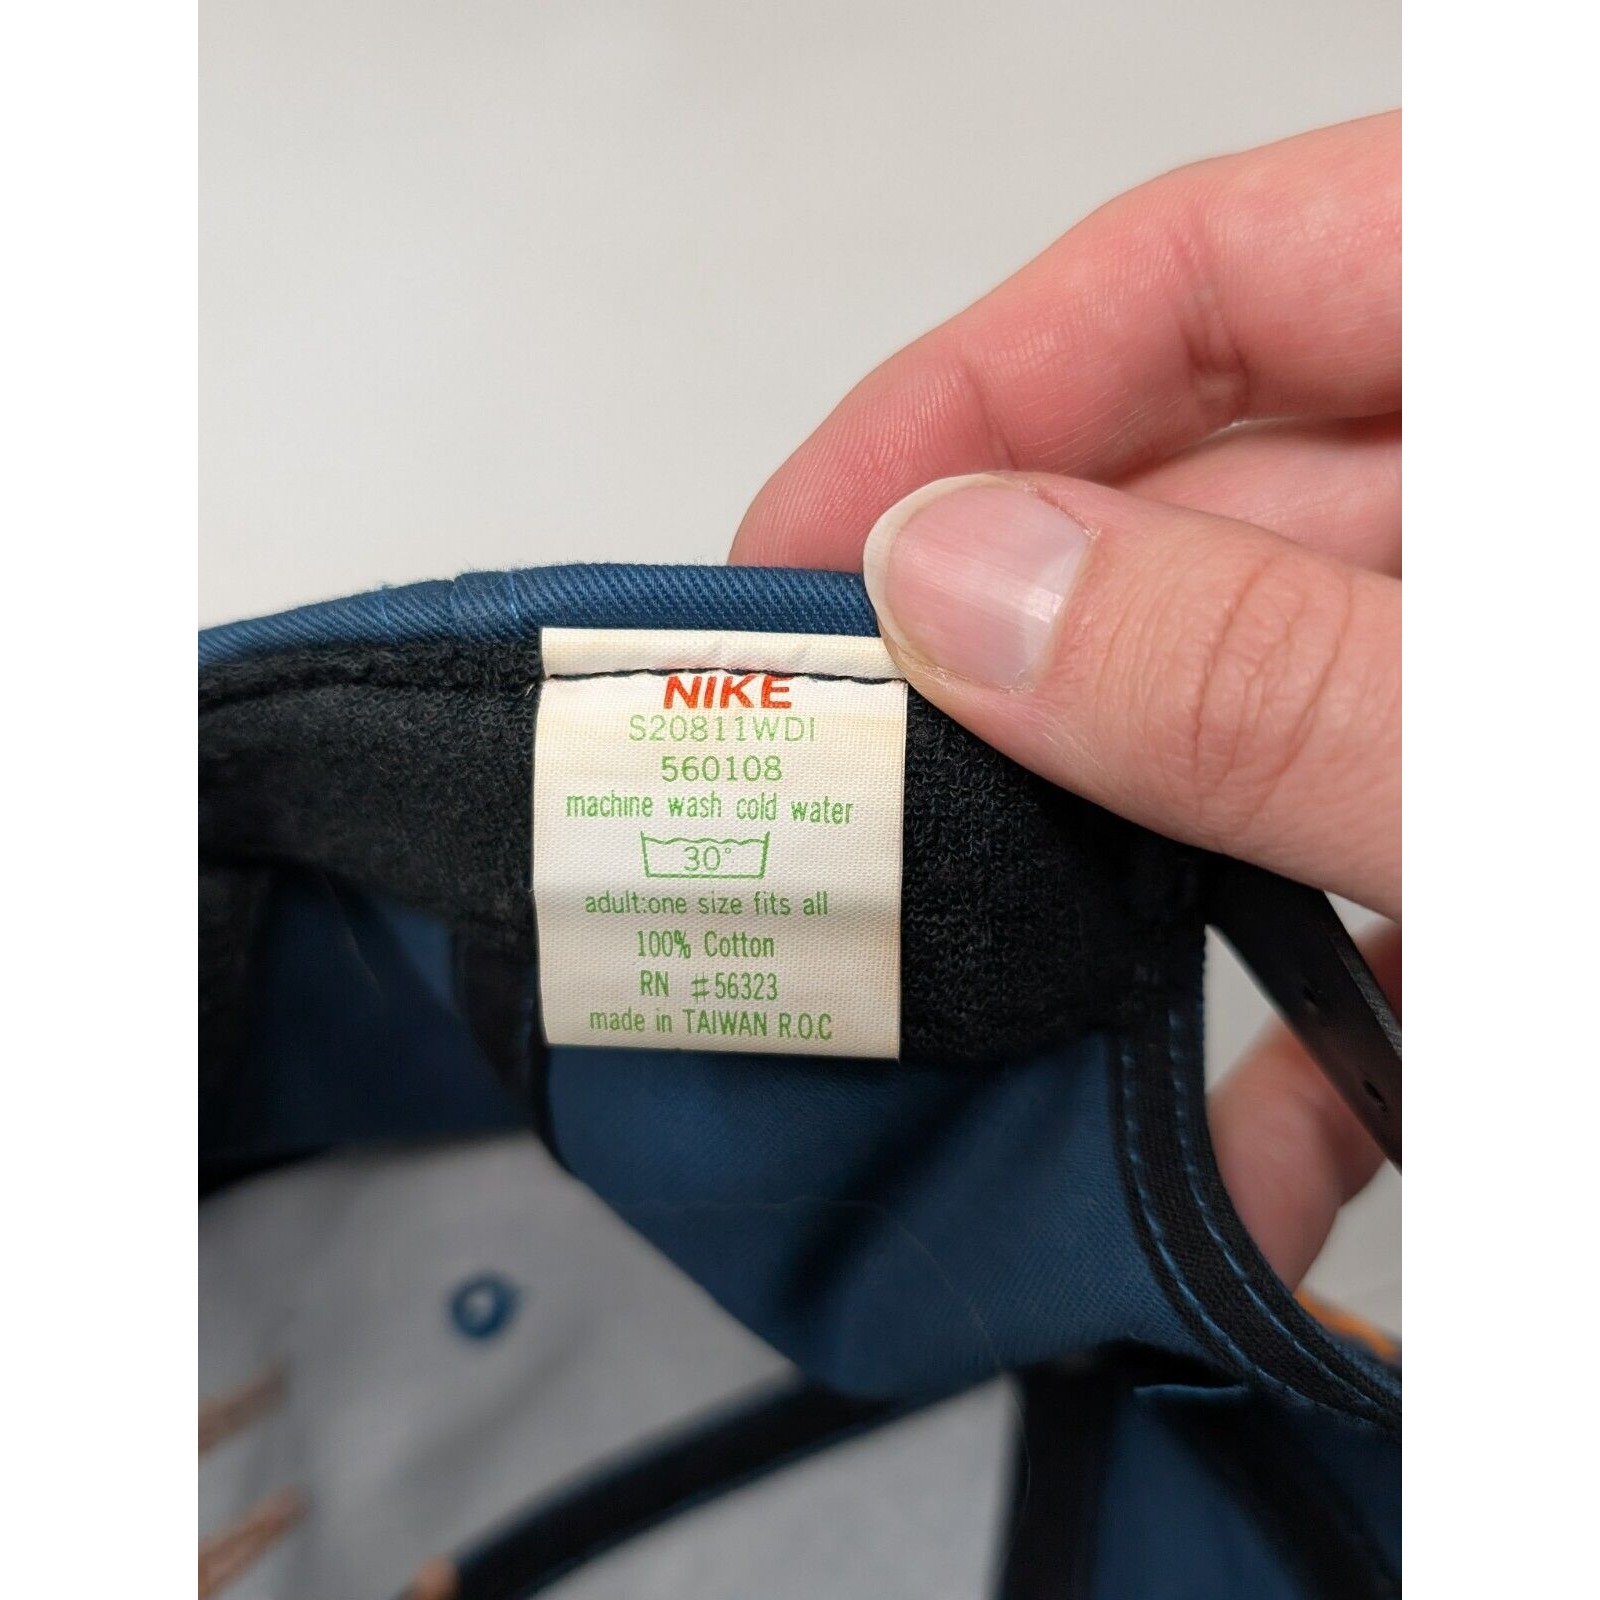 NIKE
S20811WDI
560108
machine wash cold water
30°
adult:one size fits all
100% Cotton
RN #56323
made in TAIWAN R.O.C